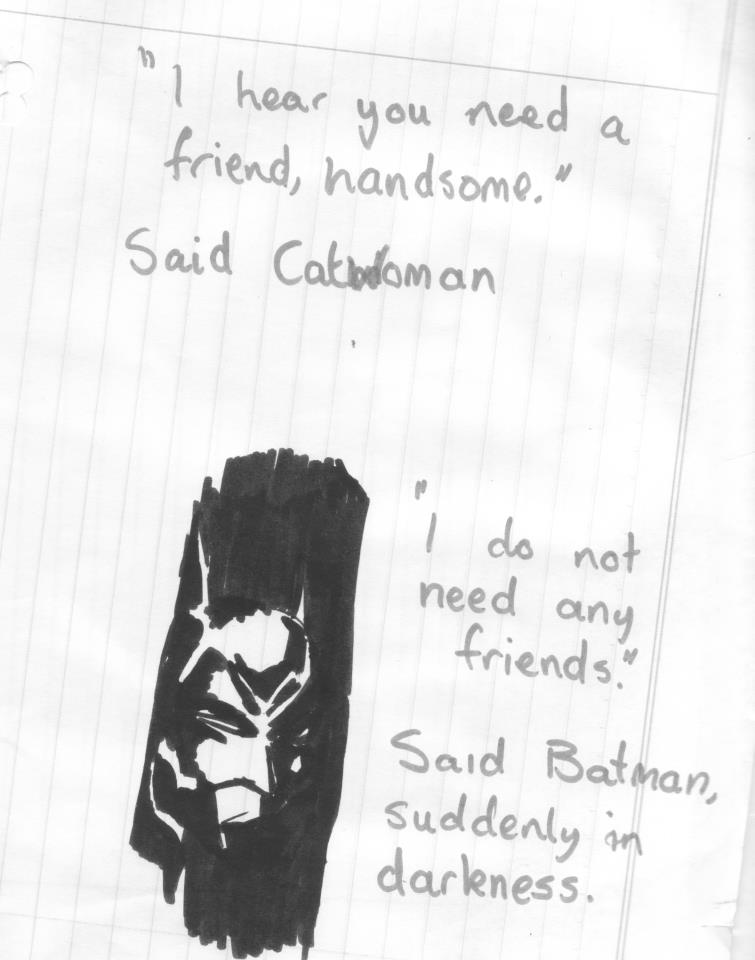 "I hear you need a
friend, handsome."
Said Catwoman
"I do not
need any
friends."
Said Batman,
suddenly in
darkness.